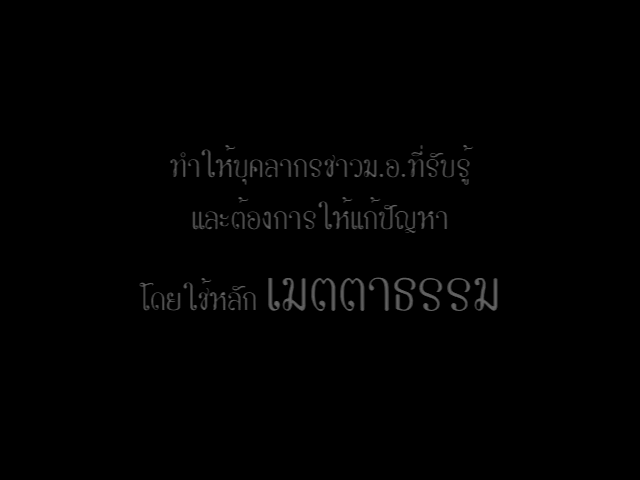 ทำให้บุคลากรชาวม.อ.ที่รับรู้
และต้องการให้แก้ปัญหา
โดยใช้หลัก เมตตาธรรม